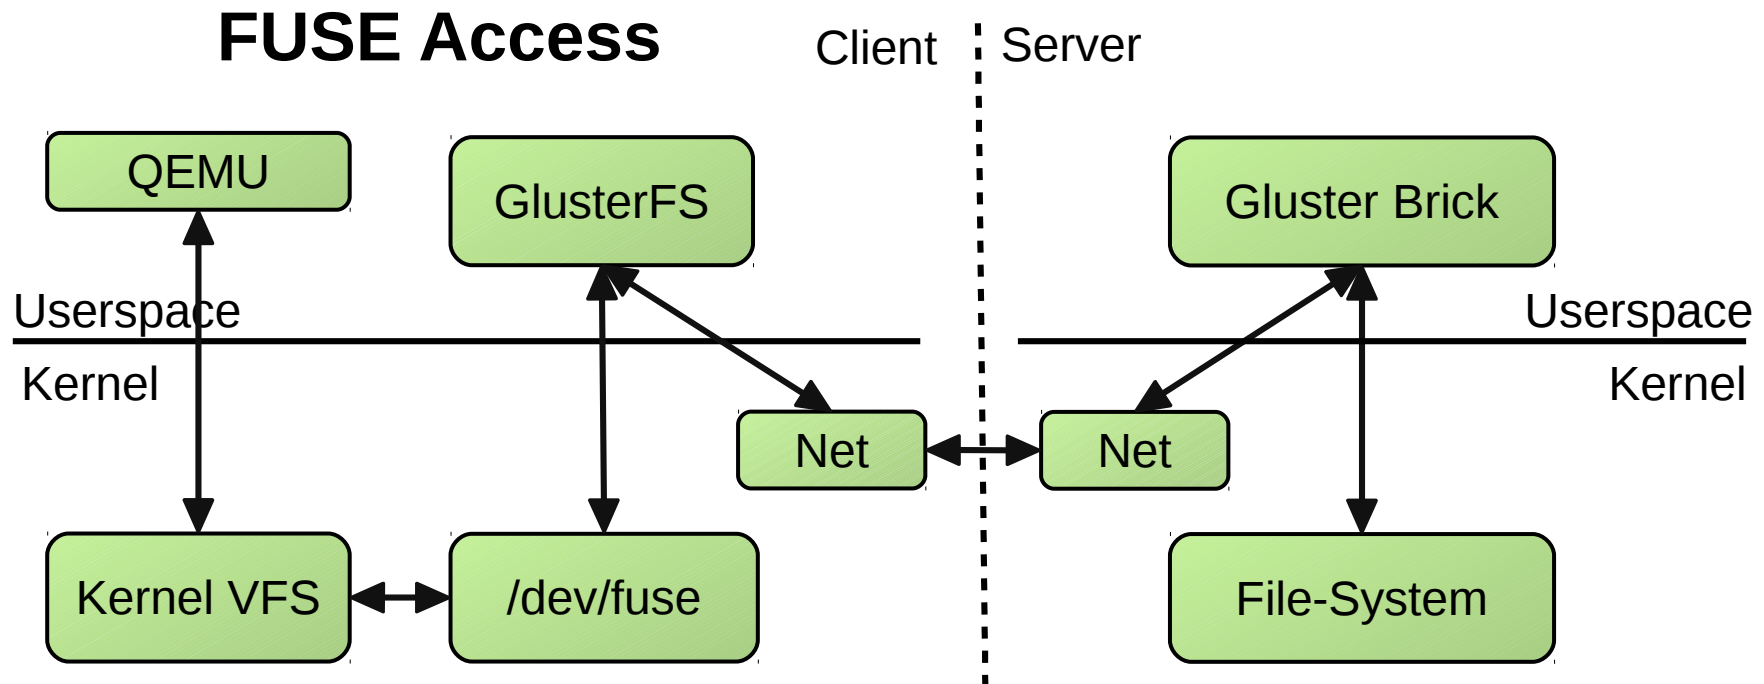 FUSE Access
Client
Server
QEMU
GlusterFS
Gluster Brick
Userspace
Userspace
Kernel
Kernel
Net
Net
Kernel VFS
/dev/fuse
File-System